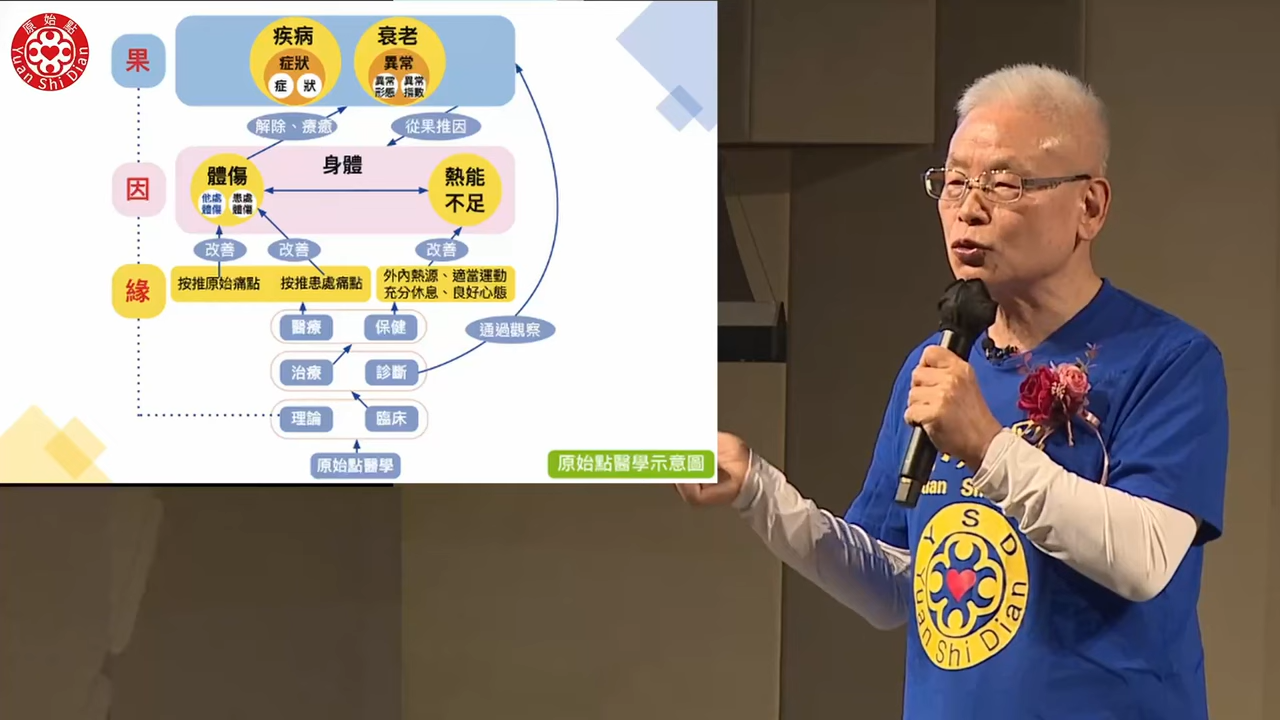 原始點
Yuan Shi Dian
果
疾病
症狀
症
狀
衰老
異常
異常
形態
異常
指數
解除、療癒
從果推因
因
身體
體傷
他處
體傷
患處
體傷
熱能
不足
改善
改善
改善
緣
按推原始痛點
按推患處痛點
外內熱源、適當運動
充分休息、良好心態
醫療
保健
通過觀察
治療
診斷
理論
臨床
原始點醫學
原始點醫學示意圖
Y S D
Yuan Shi Dian